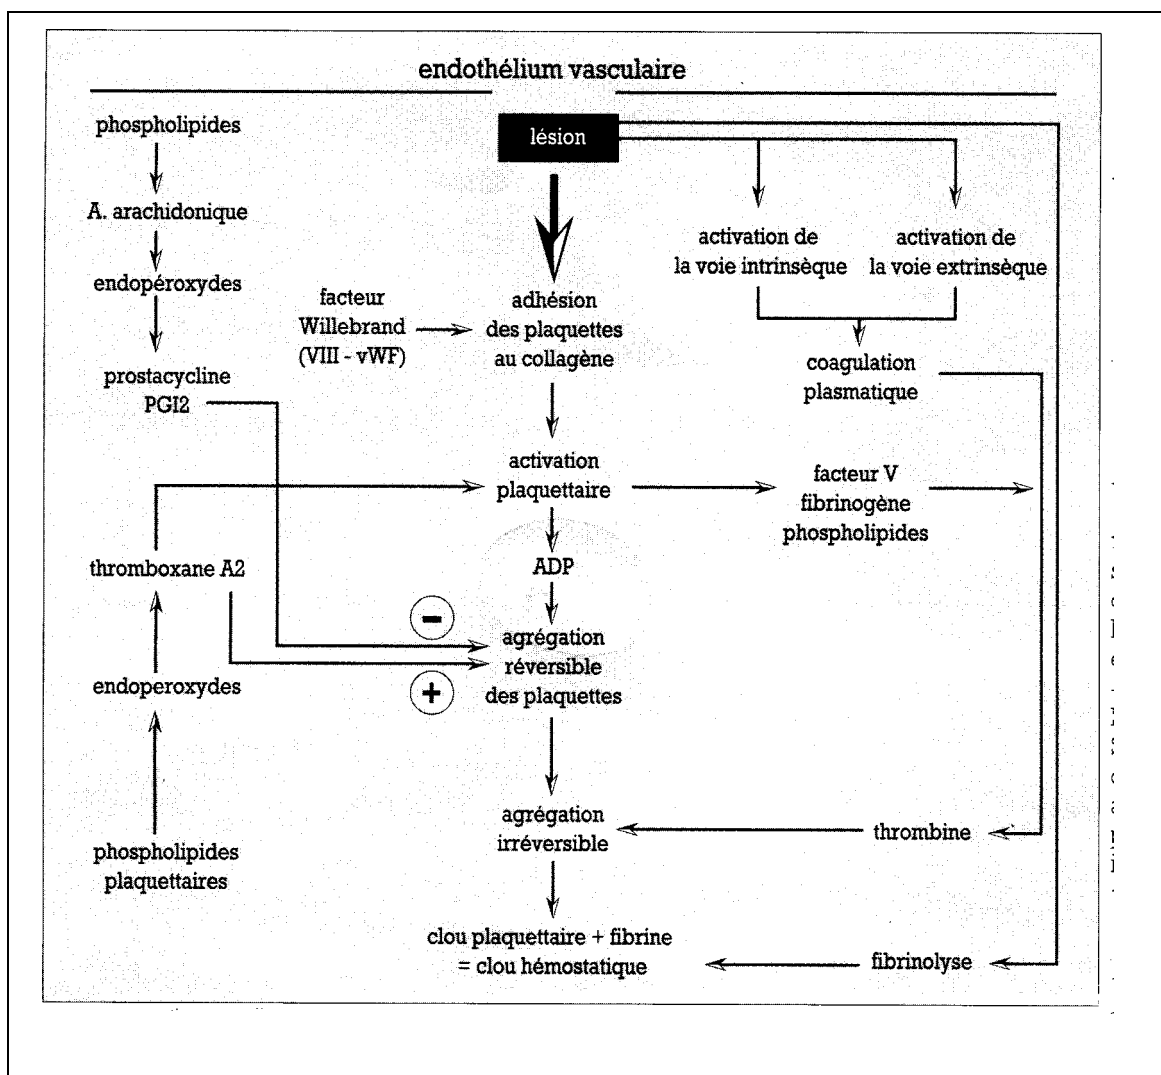 endothélium vasculaire
phospholipides
A. arachidonique
endopéroxydes
prostacycline
PGI2
thromboxane A2
endoperoxydes
phospholipides
plaquettaires
lésion
facteur
Willebrand
(VIII - vWF)
adhésion
des plaquettes
au collagène
activation
plaquettaire
ADP
−
+
agrégation
réversible
des plaquettes
agrégation
irréversible
clou plaquettaire + fibrine
= clou hémostatique
activation de
la voie intrinsèque
activation de
la voie extrinsèque
coagulation
plasmatique
facteur V
fibrinogène
phospholipides
thrombine
fibrinolyse